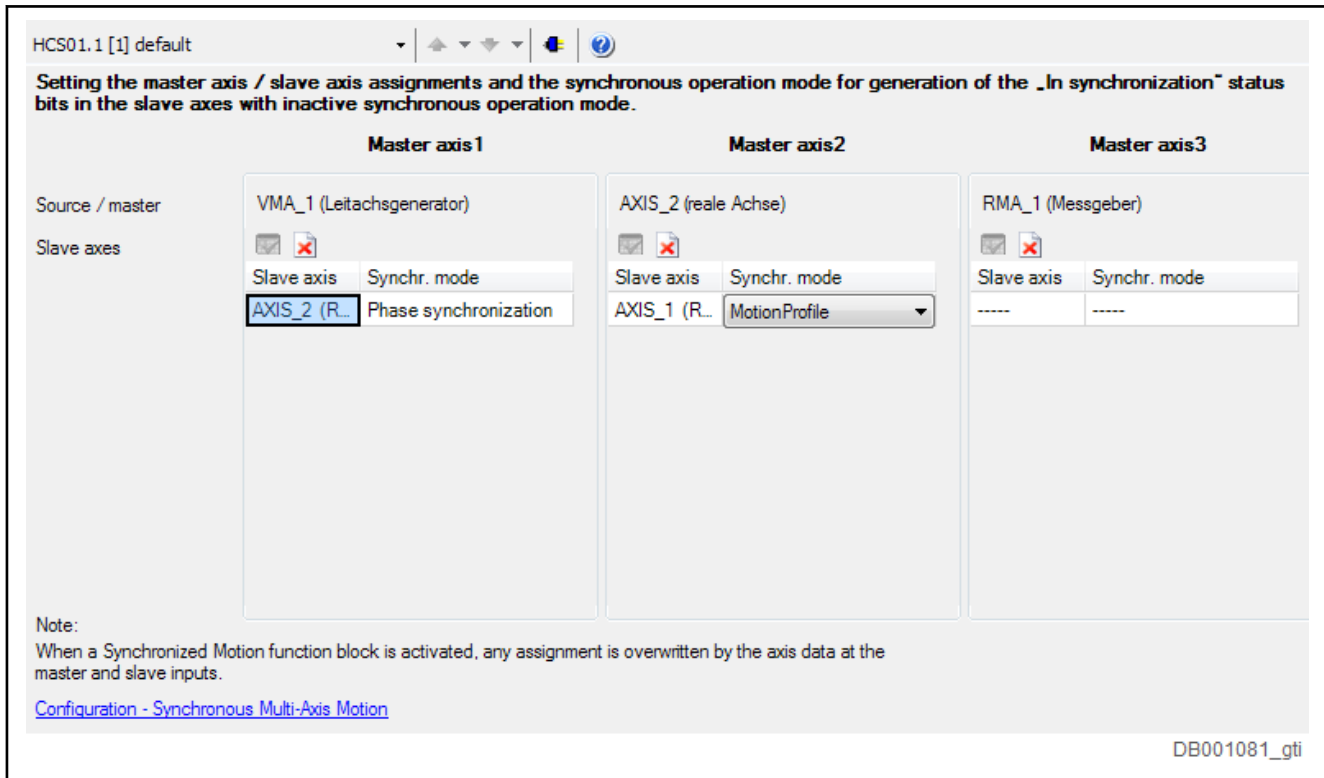 HCS01.1 [1] default
Setting the master axis / slave axis assignments and the synchronous operation mode for generation of the „In synchronization“ status
bits in the slave axes with inactive synchronous operation mode.
Master axis1 Master axis2 Master axis3
Source / master VMA_1 (Leitachsgenerator) AXIS_2 (reale Achse) RMA_1 (Messgeber)
Slave axes
Slave axis Synchr. mode Slave axis Synchr. mode Slave axis Synchr. mode
AXIS_2 (R... Phase synchronization AXIS_1 (R... MotionProfile ----- -----
Note:
When a Synchronized Motion function block is activated, any assignment is overwritten by the axis data at the
master and slave inputs.
Configuration - Synchronous Multi-Axis Motion
DB001081_gti